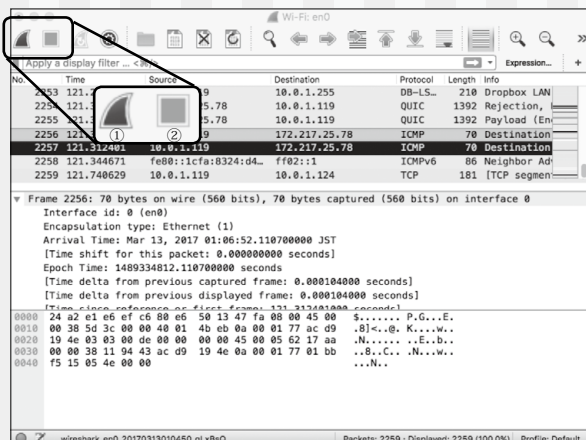 Wi-Fi: en0
Apply a display filter ... <⌘/>
Expression...
+
No. Time Source Destination Protocol Length Info
2253 121.2 19 10.0.1.255 DB-LS… 210 Dropbox LAN
2254 121. 25.78 10.0.1.119 QUIC 1392 Rejection,
2255 121. 25.78 10.0.1.119 QUIC 1392 Payload (En
2256 121. 19 172.217.25.78 ICMP 70 Destination
2257 121.312401 10.0.1.119 172.217.25.78 ICMP 70 Destination
2258 121.344671 fe80::1cfa:8324:d4… ff02::1 ICMPv6 86 Neighbor Ad
2259 121.740629 10.0.1.119 10.0.1.124 TCP 181 [TCP segmen
① ②
Frame 2256: 70 bytes on wire (560 bits), 70 bytes captured (560 bits) on interface 0
Interface id: 0 (en0)
Encapsulation type: Ethernet (1)
Arrival Time: Mar 13, 2017 01:06:52.110700000 JST
[Time shift for this packet: 0.000000000 seconds]
Epoch Time: 1489334812.110700000 seconds
[Time delta from previous captured frame: 0.000104000 seconds]
[Time delta from previous displayed frame: 0.000104000 seconds]
[Time since reference or first frame: 121.312401000 seconds]
0000 24 a2 e1 e6 ef c6 80 e6 50 13 47 fa 08 00 45 00 $....... P.G...E.
0010 00 38 5d 3c 00 00 40 01 4b eb 0a 00 01 77 ac d9 .8]<..@. K....w..
0020 19 4e 03 03 00 de 00 00 00 00 45 00 05 62 17 aa .N...... ..E..b..
0030 00 00 38 11 94 43 ac d9 19 4e 0a 00 01 77 01 bb ..8..C.. .N...w..
0040 f5 15 05 4e 00 00 ...N..
wireshark_en0_20170313010450_qLxBsQ
Packets: 2259 · Displayed: 2259 (100.0%)
Profile: Default